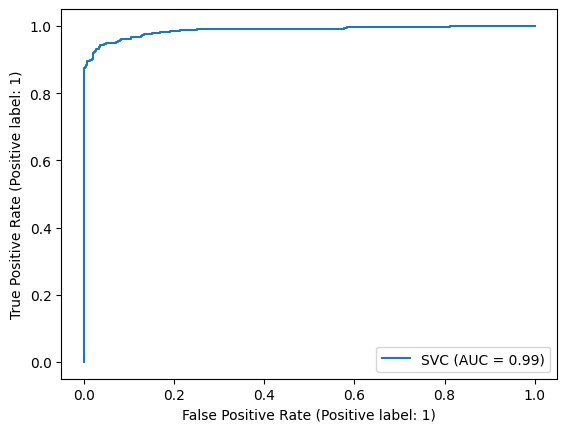 1.0
0.8
0.6
0.4
0.2
0.0
True Positive Rate (Positive label: 1)
SVC (AUC = 0.99)
0.0 0.2 0.4 0.6 0.8 1.0
False Positive Rate (Positive label: 1)